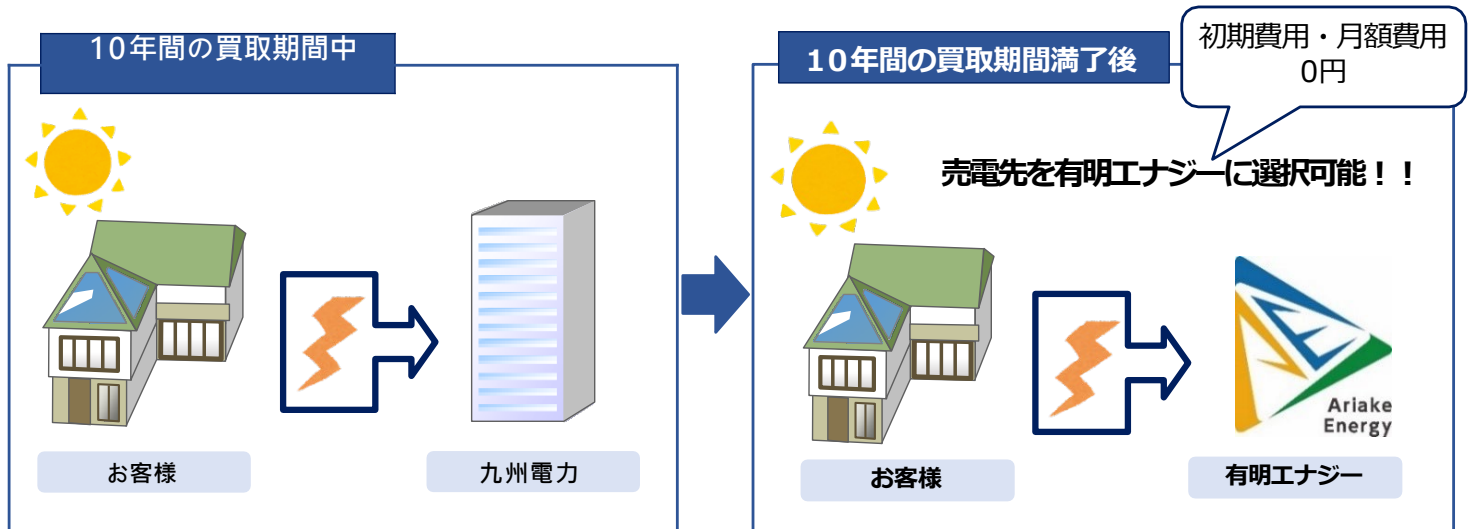 10年間の買取期間中
お客様
九州電力
10年間の買取期間満了後
初期費用・月額費用
0円
売電先を有明エナジーに選択可能！！
Ariake
Energy
お客様
有明エナジー